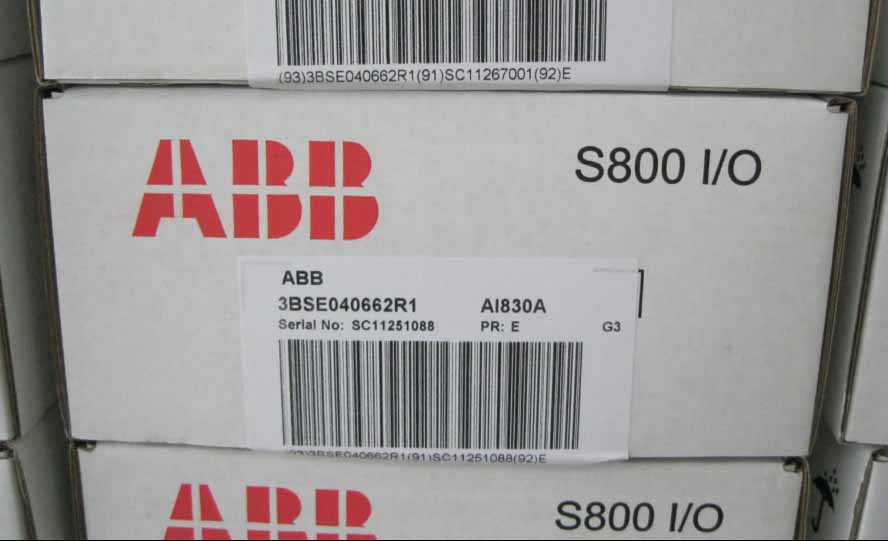 (93)3BSE040662R1(91)SC11267001(92)E
ABB
S800 I/O
ABB
3BSE040662R1 AI830A
Serial No: SC11251088 PR: E G3
(93)3BSE040662R1(91)SC11251088(92)E
ABB
S800 I/O